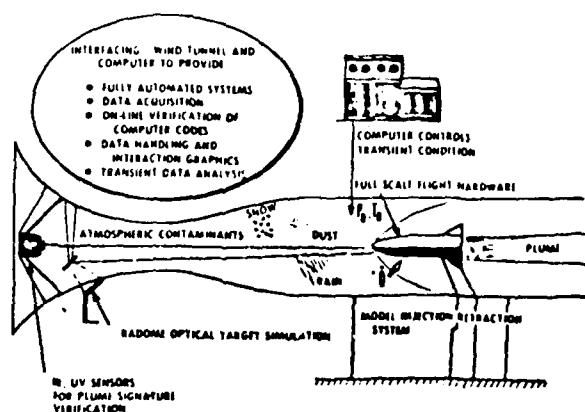 INTERFACING WIND TUNNEL AND
COMPUTER TO PROVIDE
• FULLY AUTOMATED SYSTEMS
• DATA ACQUISITION
• ON-LINE VERIFICATION OF
COMPUTER CODES
• DATA HANDLING AND
INTERACTION GRAPHICS
• TRANSIENT DATA ANALYSIS
COMPUTER CONTROLS
TRANSIENT CONDITION
FULL SCALE FLIGHT HARDWARE
SNOW
ATMOSPHERIC CONTAMINANTS
DUST
PLUME
RAIN
RADOME OPTICAL TARGET SIMULATION
MODEL INJECTION RETRACTION
SYSTEM
IR, UV SENSORS
FOR PLUME SIGNATURE
VERIFICATION